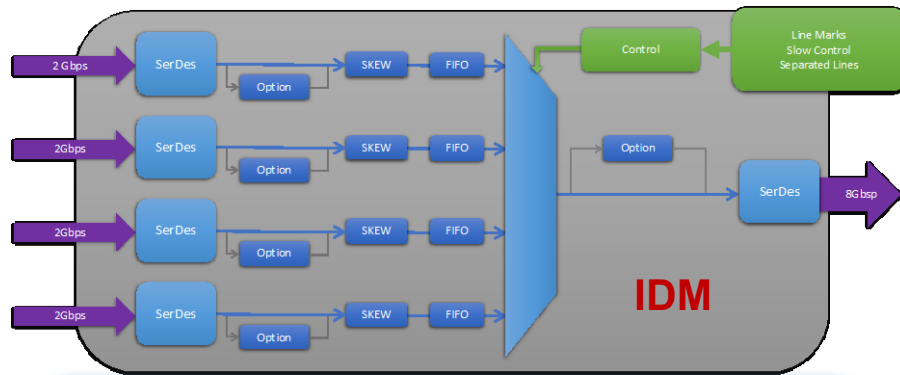 Line Marks
Slow Control
Separated Lines
Control
2 Gbps
SerDes
Option
SKEW
FIFO
2Gbps
SerDes
Option
SKEW
FIFO
Option
SerDes
8Gbsp
2Gbps
SerDes
Option
SKEW
FIFO
IDM
2Gbps
SerDes
Option
SKEW
FIFO